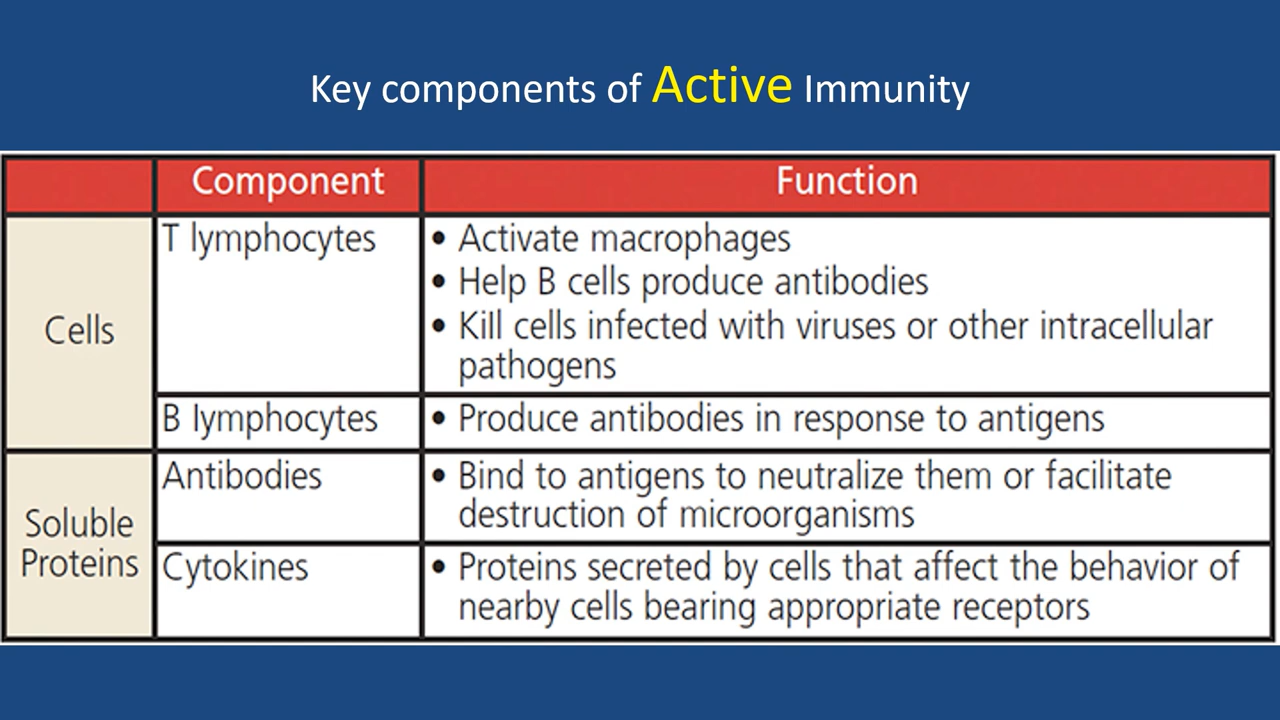 Key components of Active Immunity
Component
Function
Cells
T lymphocytes
• Activate macrophages
• Help B cells produce antibodies
• Kill cells infected with viruses or other intracellular
pathogens
B lymphocytes
• Produce antibodies in response to antigens
Soluble
Proteins
Antibodies
• Bind to antigens to neutralize them or facilitate
destruction of microorganisms
Cytokines
• Proteins secreted by cells that affect the behavior of
nearby cells bearing appropriate receptors